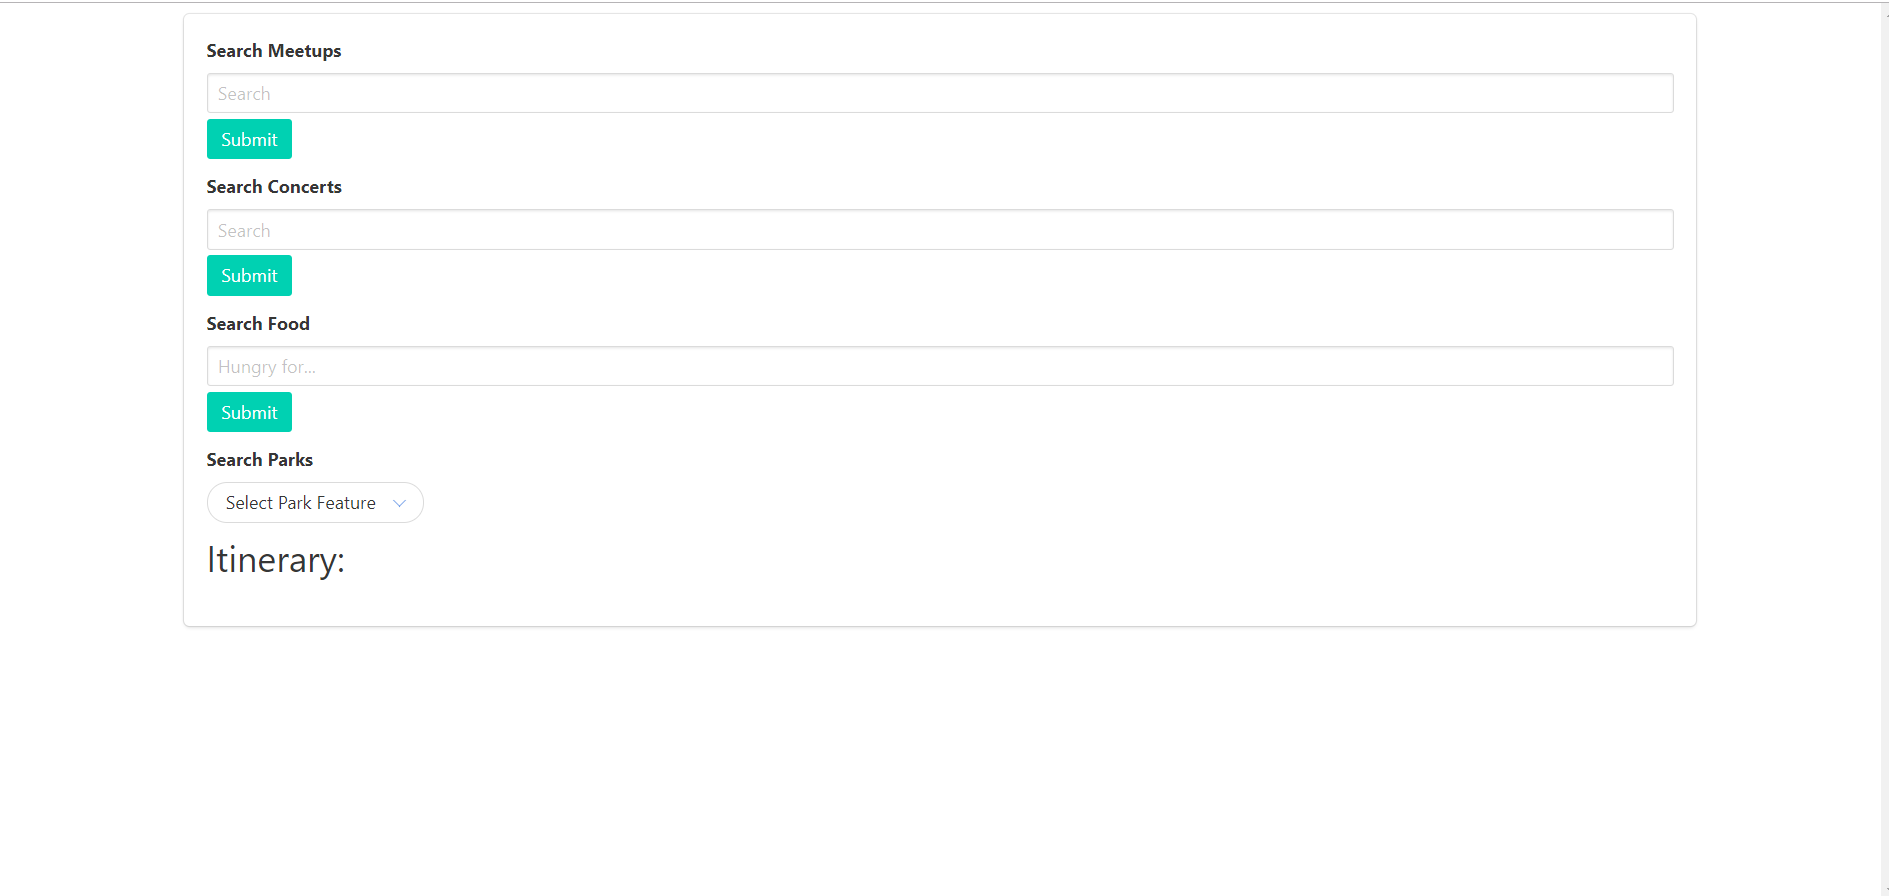 Search Meetups
Search
Submit
Search Concerts
Search
Submit
Search Food
Hungry for...
Submit
Search Parks
Select Park Feature
Itinerary: